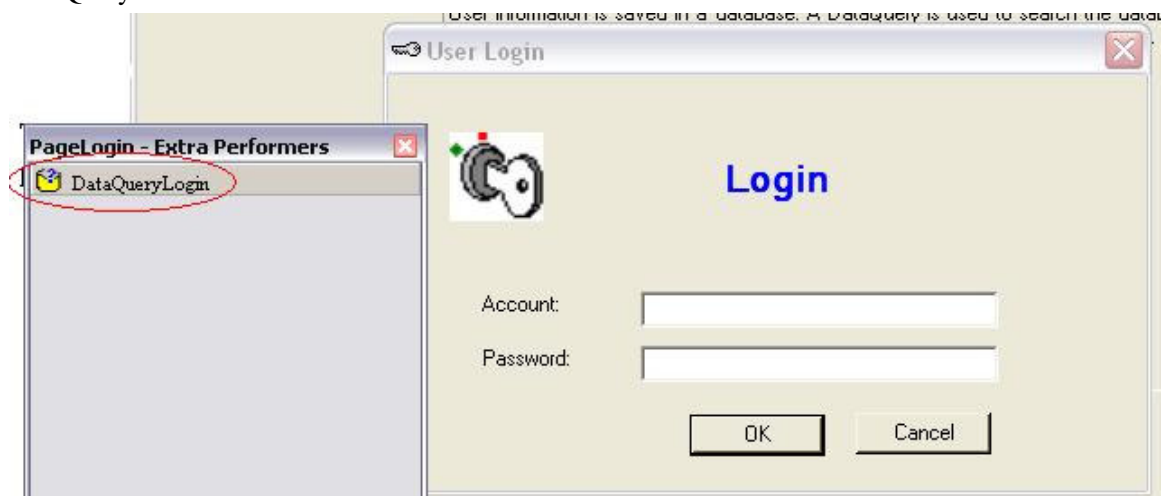 User information is saved in a database. A DataQuery is used to search the
User Login
PageLogin - Extra Performers
DataQueryLogin
Login
Account:
Password:
OK
Cancel